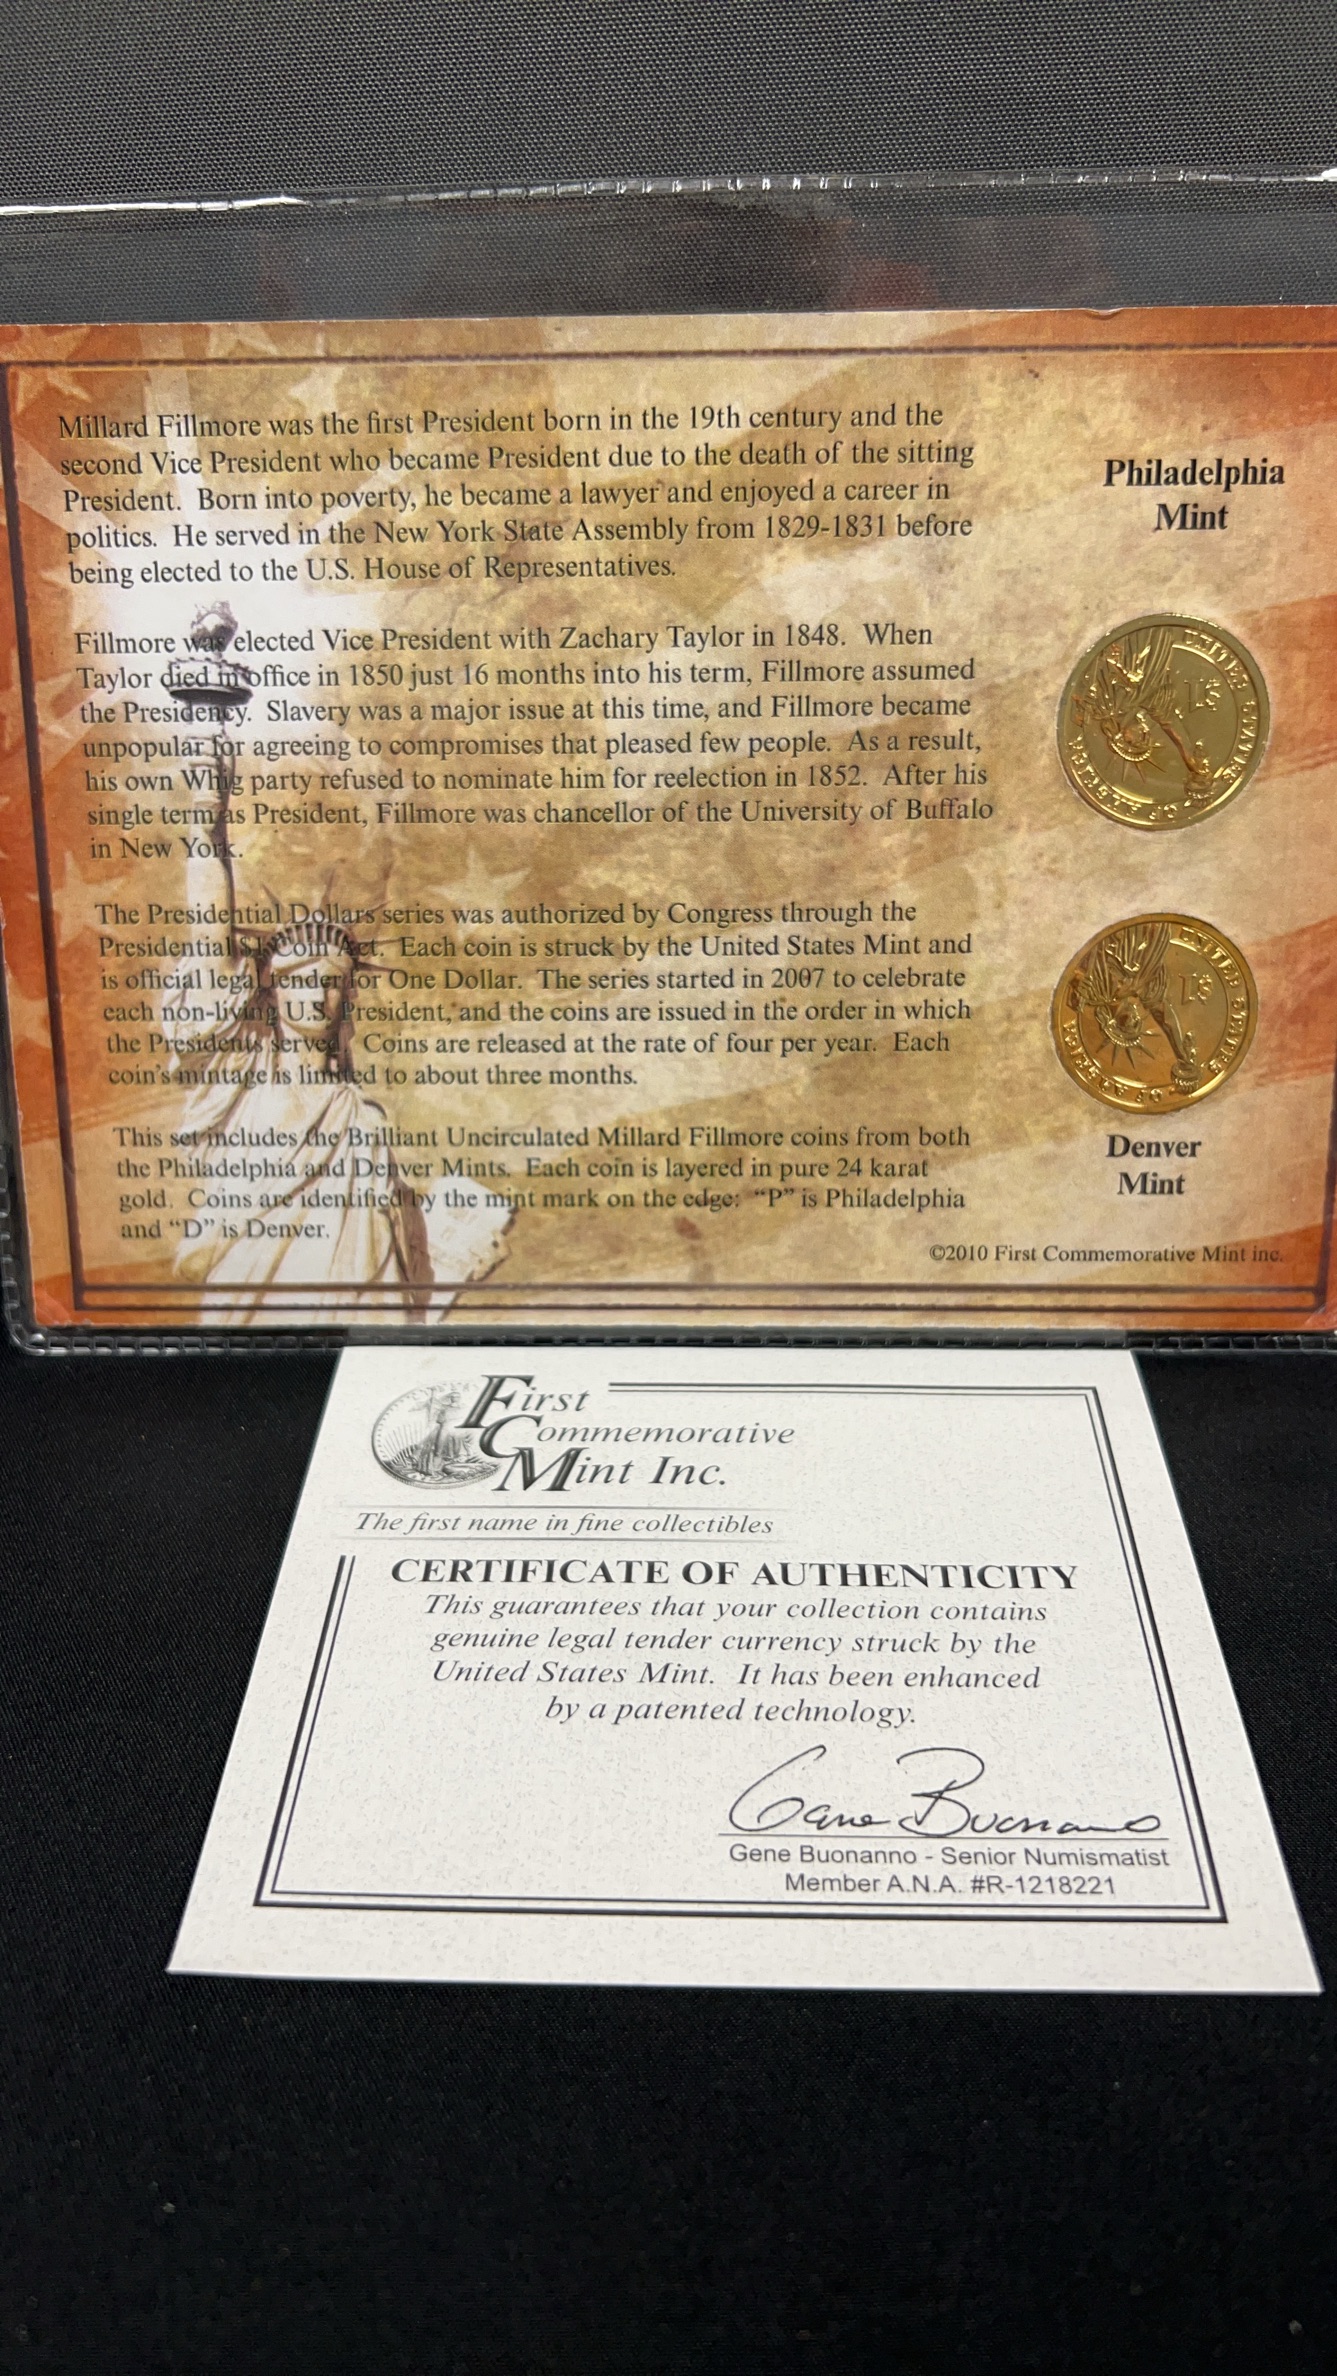 Millard Fillmore was the first President born in the 19th century and the
second Vice President who became President due to the death of the sitting
President. Born into poverty, he became a lawyer and enjoyed a career in
politics. He served in the New York State Assembly from 1829-1831 before
being elected to the U.S. House of Representatives.
Fillmore was elected Vice President with Zachary Taylor in 1848. When
Taylor died in office in 1850 just 16 months into his term, Fillmore assumed
the Presidency. Slavery was a major issue at this time, and Fillmore became
unpopular for agreeing to compromises that pleased few people. As a result,
his own Whig party refused to nominate him for reelection in 1852. After his
single term as President, Fillmore was chancellor of the University of Buffalo
in New York.
The Presidential Dollars series was authorized by Congress through the
Presidential $1 Coin Act. Each coin is struck by the United States Mint and
is official legal tender for One Dollar. The series started in 2007 to celebrate
each non-living U.S. President, and the coins are issued in the order in which
the Presidents served. Coins are released at the rate of four per year. Each
coin's mintage is limited to about three months.
This set includes the Brilliant Uncirculated Millard Fillmore coins from both
the Philadelphia and Denver Mints. Each coin is layered in pure 24 karat
gold. Coins are identified by the mint mark on the edge: "P" is Philadelphia
and "D" is Denver.
Philadelphia
Mint
UNITED STATES OF AMERICA
$1
UNITED STATES OF AMERICA
$1
Denver
Mint
©2010 First Commemorative Mint inc.
First
Commemorative
Mint Inc.
The first name in fine collectibles
CERTIFICATE OF AUTHENTICITY
This guarantees that your collection contains
genuine legal tender currency struck by the
United States Mint. It has been enhanced
by a patented technology.
Gene Buonanno
Gene Buonanno - Senior Numismatist
Member A.N.A. #R-1218221